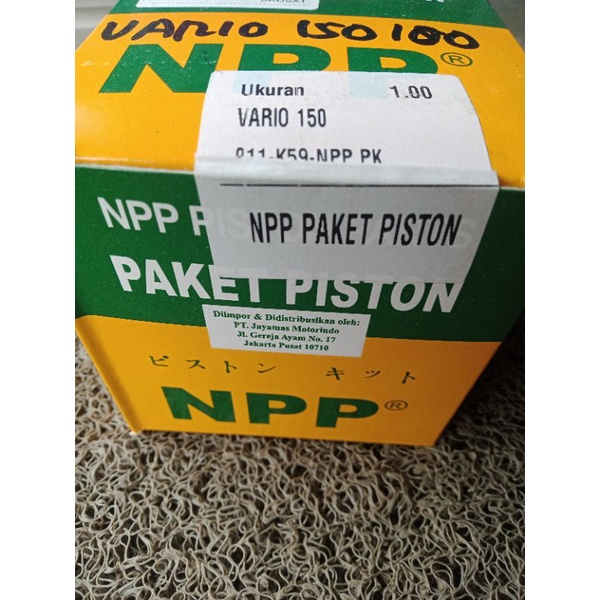 VARIO 150 100
NPP
Ukuran 1.00
VARIO 150
911-K59-NPP PK
NPP PAKET PISTON
NPP PIS
PAKET PISTON
Diimpor & Didistribusikan oleh:
PT. Jayamas Motorindo
Jl. Gereja Ayam No. 17
Jakarta Pusat 10710
ピストン キット
NPP®